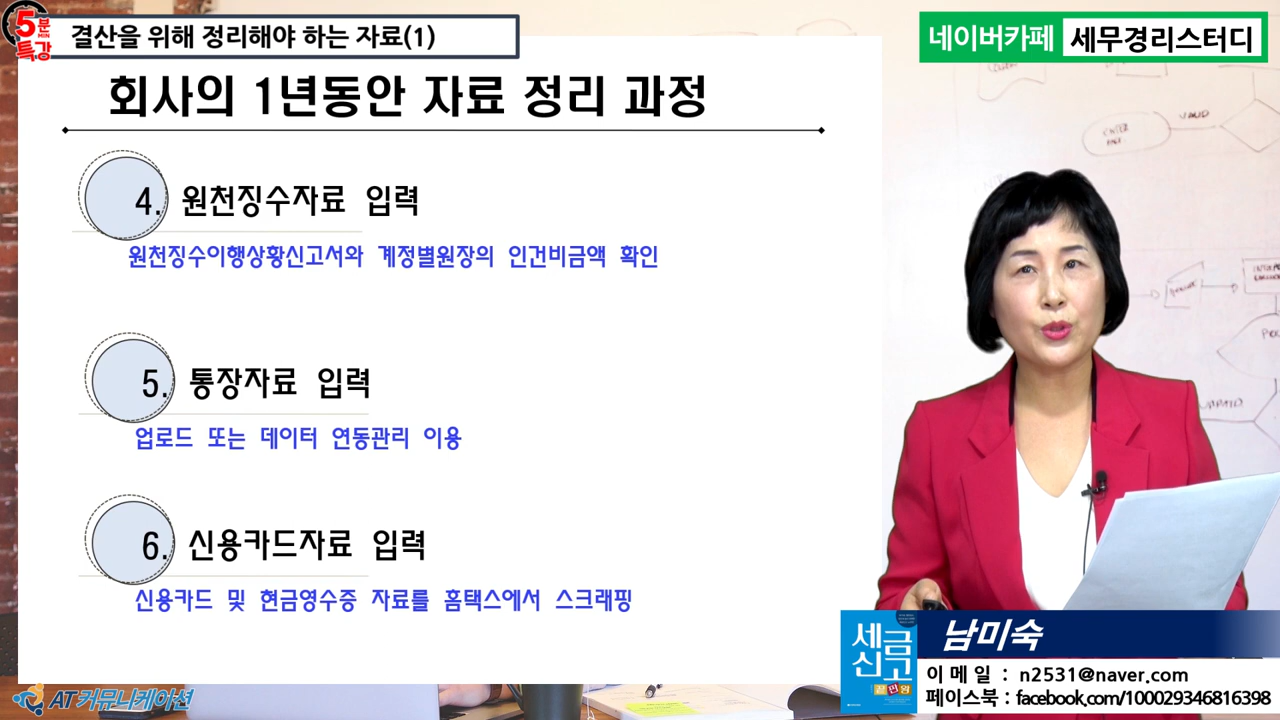 5분
MIN
특강
결산을 위해 정리해야 하는 자료(1)
네이버카페 세무경리스터디
회사의 1년동안 자료 정리 과정
4. 원천징수자료 입력
원천징수이행상황신고서와 계정별원장의 인건비금액 확인
5. 통장자료 입력
업로드 또는 데이터 연동관리 이용
6. 신용카드자료 입력
신용카드 및 현금영수증 자료를 홈택스에서 스크래핑
VALID
세금
신고
끝판왕
남미숙
이 메 일 : n2531@naver.com
페이스북 : facebook.com/100029346816398
AT커뮤니케이션